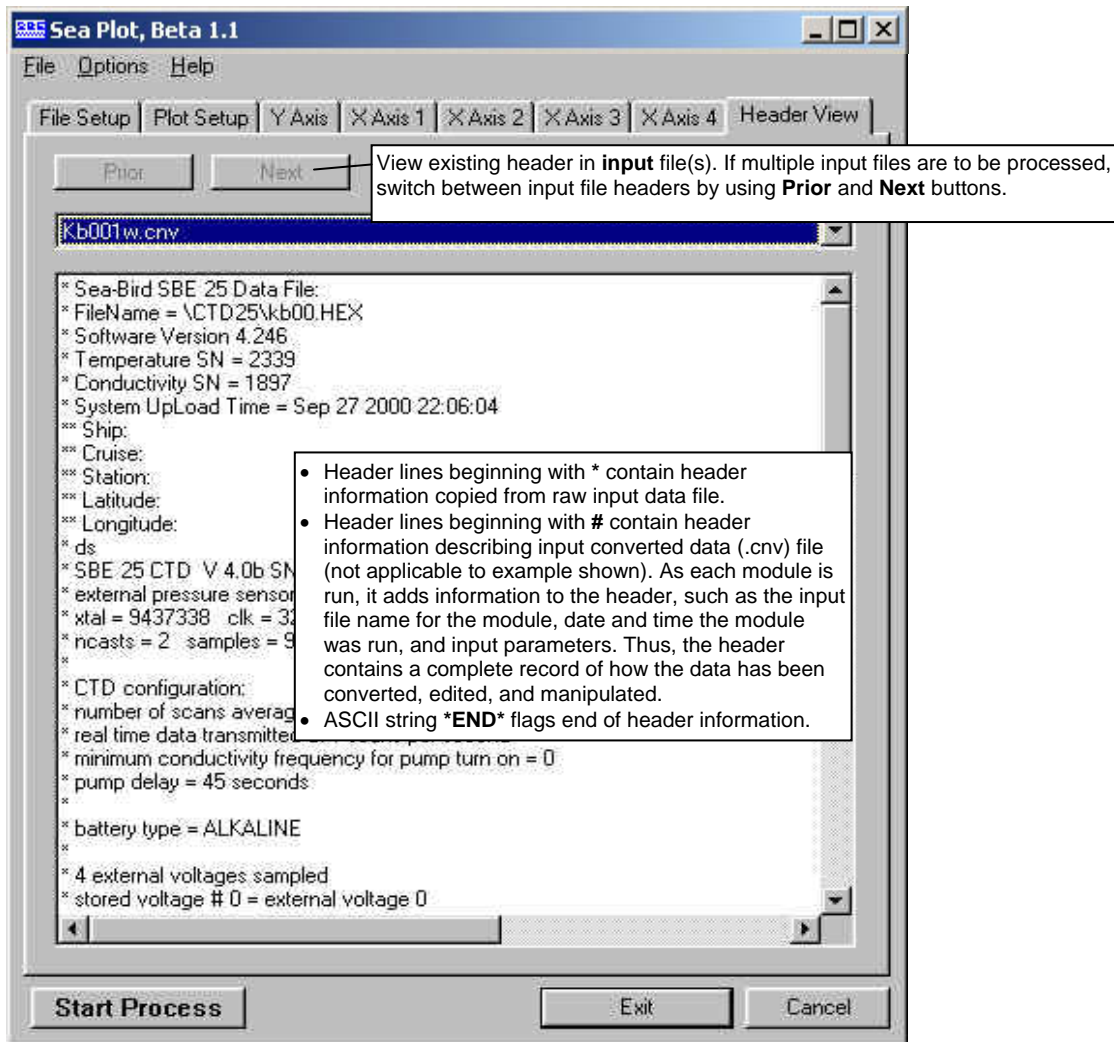 SBE Sea Plot, Beta 1.1
File Options Help
File Setup Plot Setup Y Axis X Axis 1 X Axis 2 X Axis 3 X Axis 4 Header View
Prior Next
View existing header in input file(s). If multiple input files are to be processed,
switch between input file headers by using Prior and Next buttons.
Kb001w.cnv
* Sea-Bird SBE 25 Data File:
* FileName = \CTD25\kb00.HEX
* Software Version 4.246
* Temperature SN = 2339
* Conductivity SN = 1897
* System UpLoad Time = Sep 27 2000 22:06:04
** Ship:
** Cruise:
** Station:
** Latitude:
** Longitude:
* ds
* SBE 25 CTD V 4.0b SN
* external pressure sensor
* xtal = 9437338 clk = 32
* ncasts = 2 samples = 9
*
* CTD configuration:
* number of scans averag
* real time data transmitted
* minimum conductivity frequency for pump turn on = 0
* pump delay = 45 seconds
*
* battery type = ALKALINE
*
* 4 external voltages sampled
* stored voltage # 0 = external voltage 0
• Header lines beginning with * contain header
information copied from raw input data file.
• Header lines beginning with # contain header
information describing input converted data (.cnv) file
(not applicable to example shown). As each module is
run, it adds information to the header, such as the input
file name for the module, date and time the module
was run, and input parameters. Thus, the header
contains a complete record of how the data has been
converted, edited, and manipulated.
• ASCII string *END* flags end of header information.
Start Process Exit Cancel